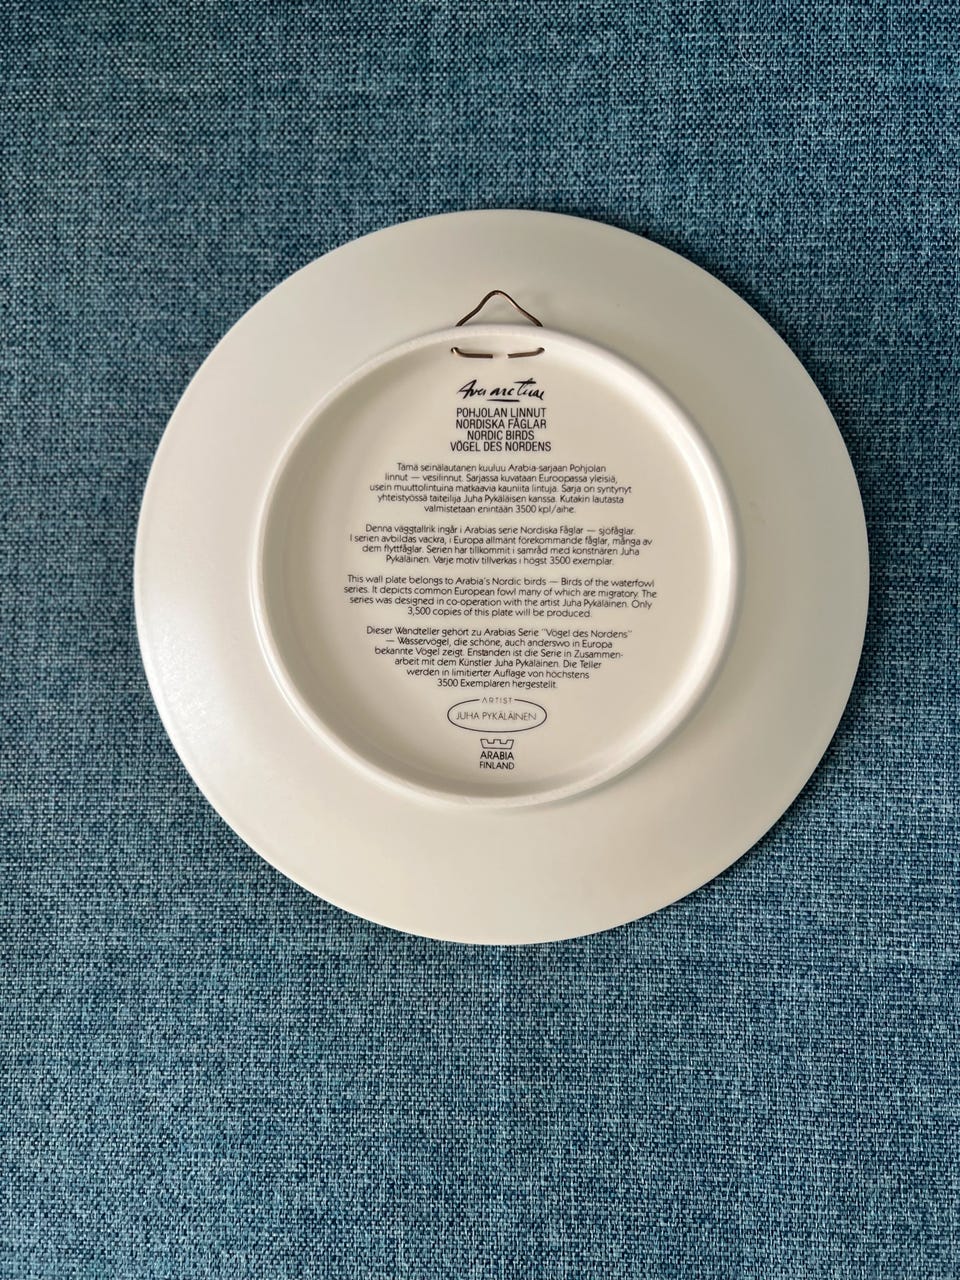 Aves arcticae
POHJOLAN LINNUT
NORDISKA FÅGLAR
NORDIC BIRDS
VÖGEL DES NORDENS
Tämä seinälautanen kuuluu Arabia-sarjaan Pohjolan
linnut — vesilinnut. Sarjassa kuvataan Euroopassa yleisiä,
usein muuttolintuina matkaavia kauniita lintuja. Sarja on syntynyt
yhteistyössä taiteilija Juha Pykäläisen kanssa. Kutakin lautasta
valmistetaan enintään 3500 kpl/aihe.
Denna väggtallrik ingår i Arabias serie Nordiska Fåglar — sjöfåglar.
I serien avbildas vackra, i Europa allmänt förekommande fåglar, många av
dem flyttfåglar. Serien har tillkommit i samråd med konstnären Juha
Pykäläinen. Varje motiv tillverkas i högst 3500 exemplar.
This wall plate belongs to Arabia's Nordic birds — Birds of the waterfowl
series. It depicts common European fowl many of which are migratory. The
series was designed in co-operation with the artist Juha Pykäläinen. Only
3,500 copies of this plate will be produced.
Dieser Wandteller gehört zu Arabias Serie "Vögel des Nordens"
— Wasservögel, die schöne, auch anderswo in Europa
bekannte Vögel zeigt. Enstanden ist die Serie in Zusammen-
arbeit mit dem Künstler Juha Pykäläinen. Die Teller
werden in limitierter Auflage von höchstens
3500 Exemplaren hergestellt.
ARTIST
JUHA PYKÄLÄINEN
ARABIA
FINLAND